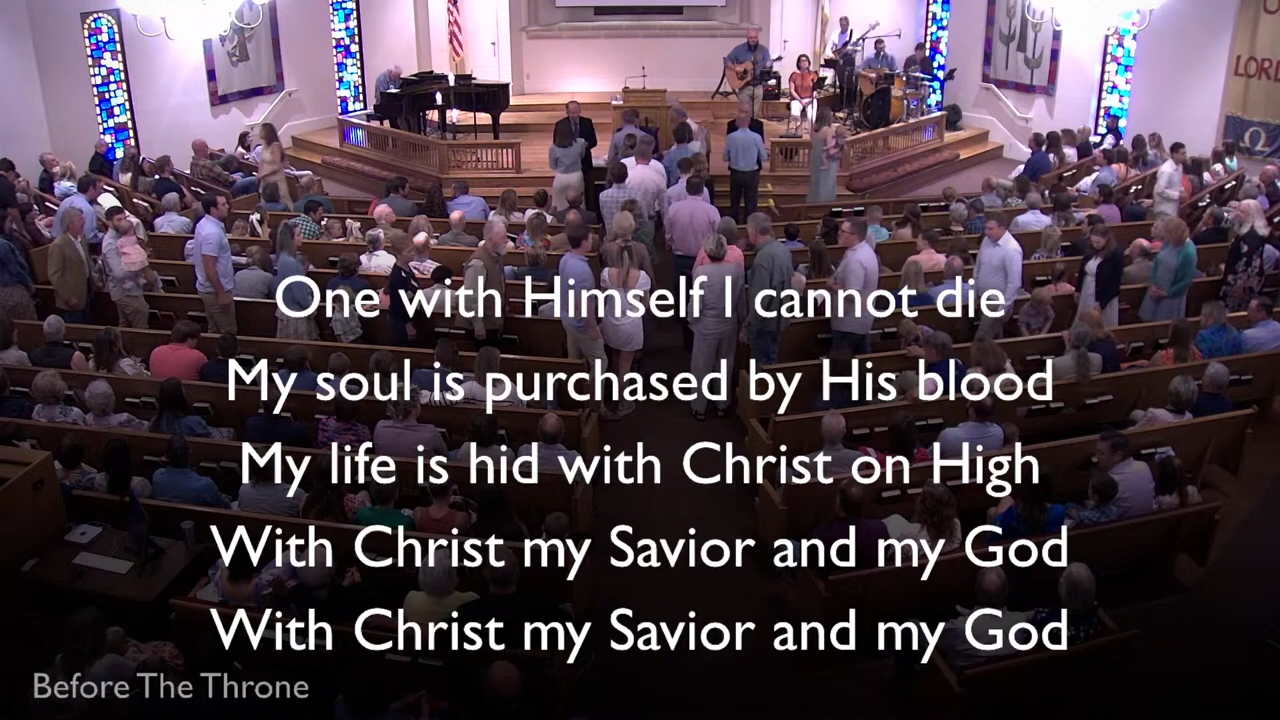 LOR
One with Himself I cannot die
My soul is purchased by His blood
My life is hid with Christ on High
With Christ my Savior and my God
With Christ my Savior and my God
Before The Throne
Ω